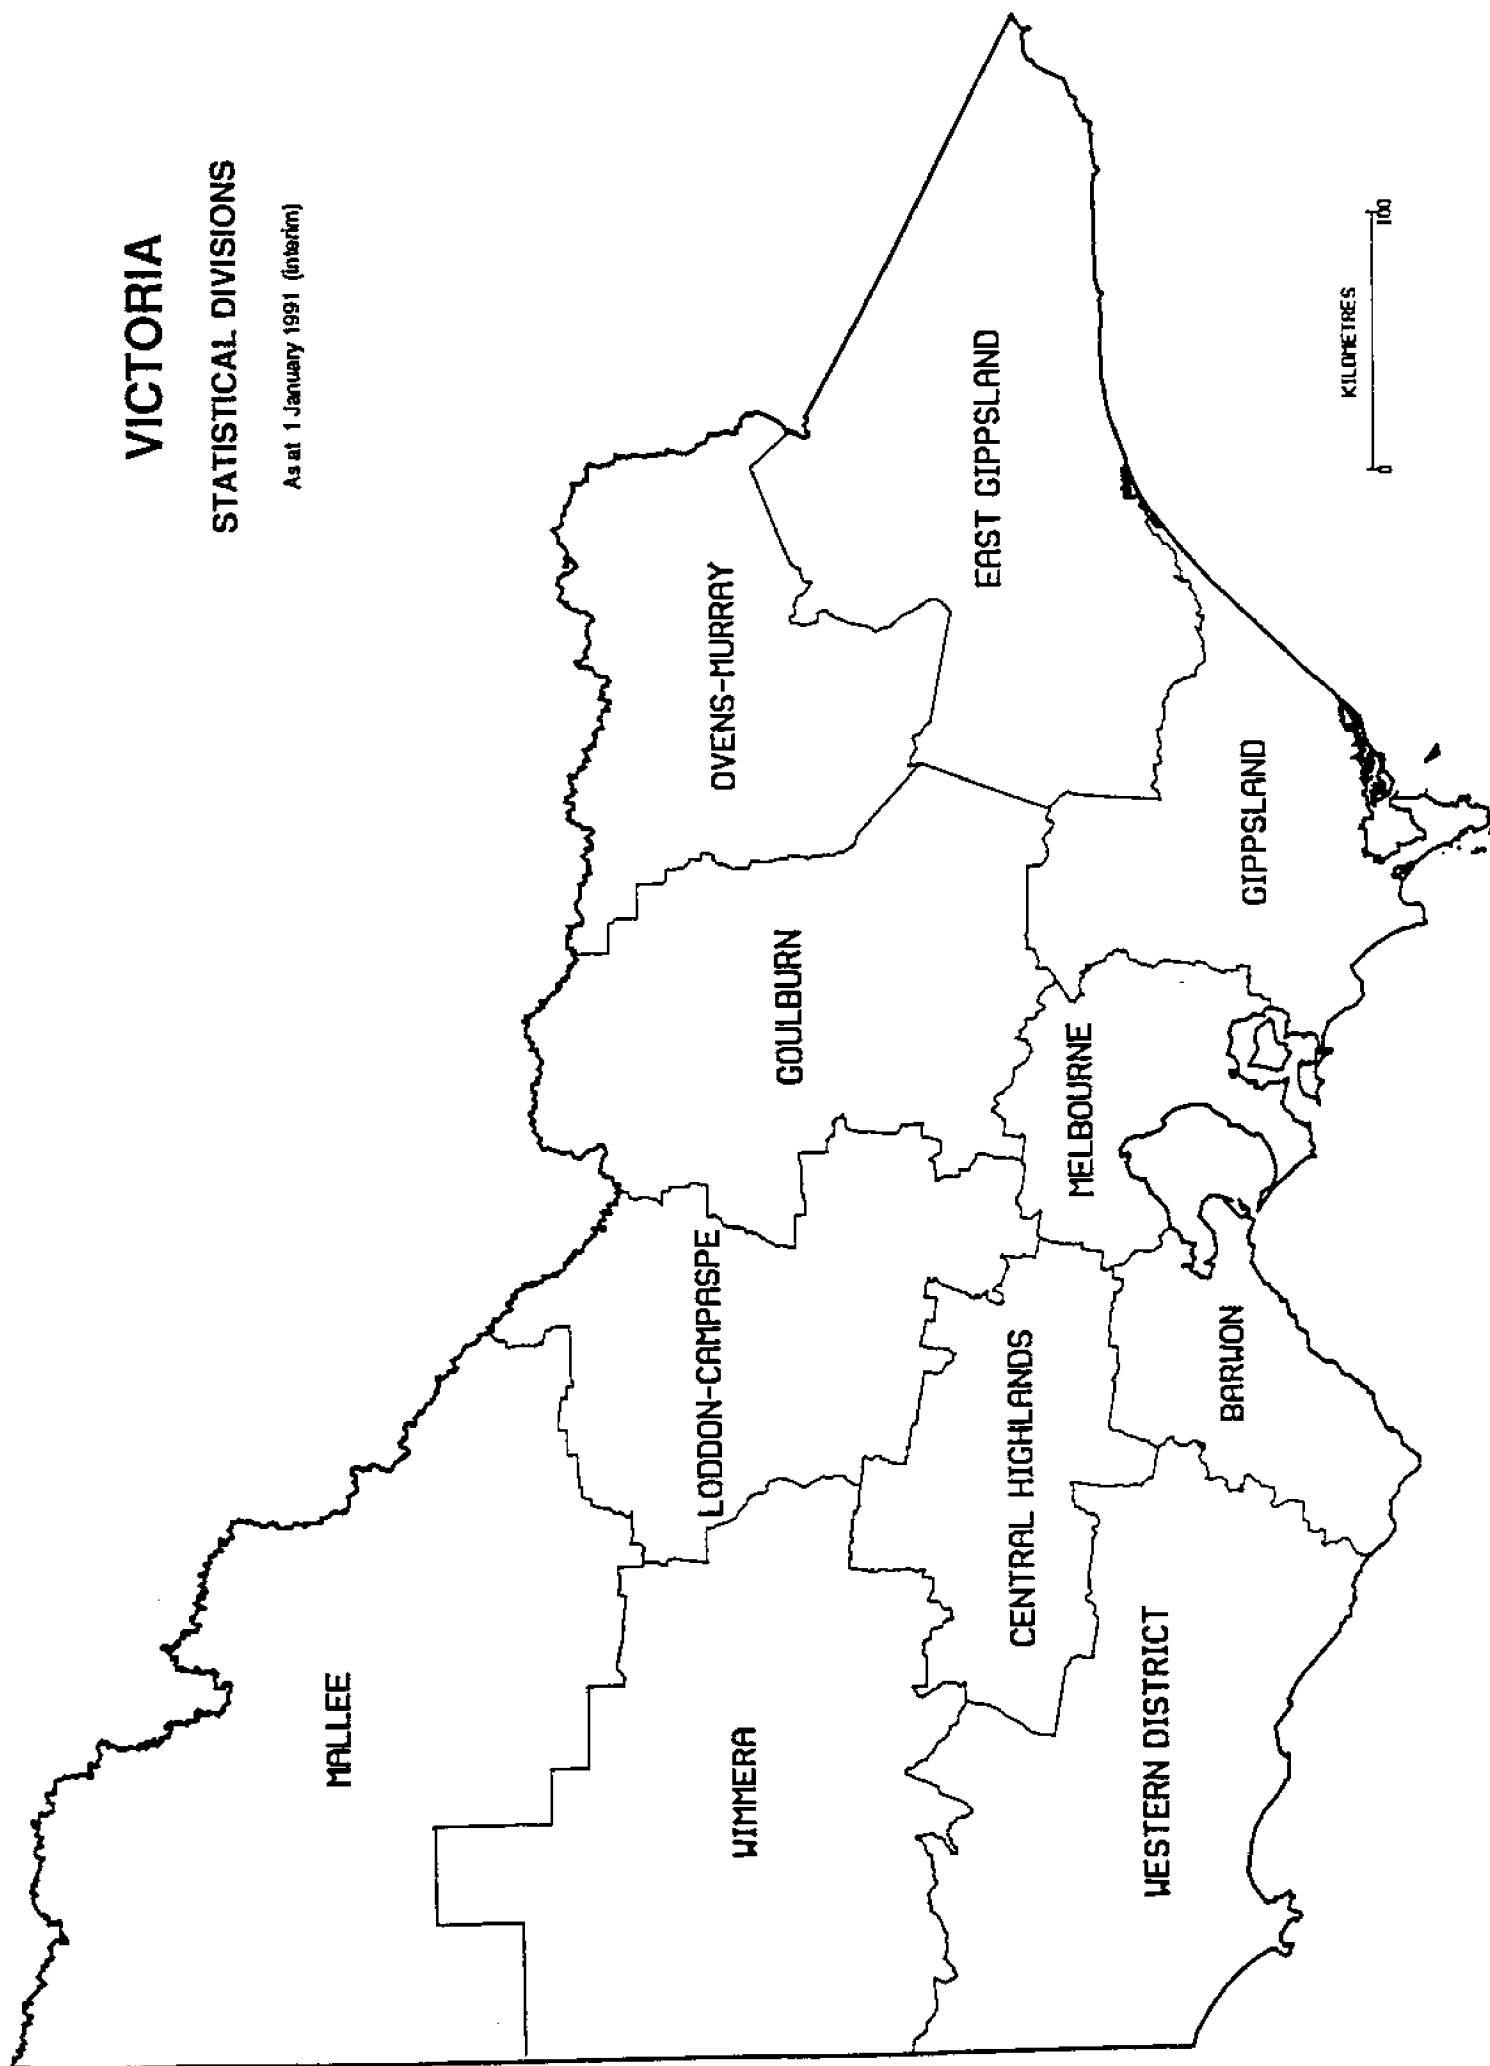 VICTORIA
STATISTICAL DIVISIONS
As at 1 January 1991 (interim)
MALLEE
WIMMERA
LODDON-CAMPASPE
GOULBURN
OVENS-MURRAY
EAST GIPPSLAND
CENTRAL HIGHLANDS
MELBOURNE
WESTERN DISTRICT
BARWON
GIPPSLAND
KILOMETRES
0 100